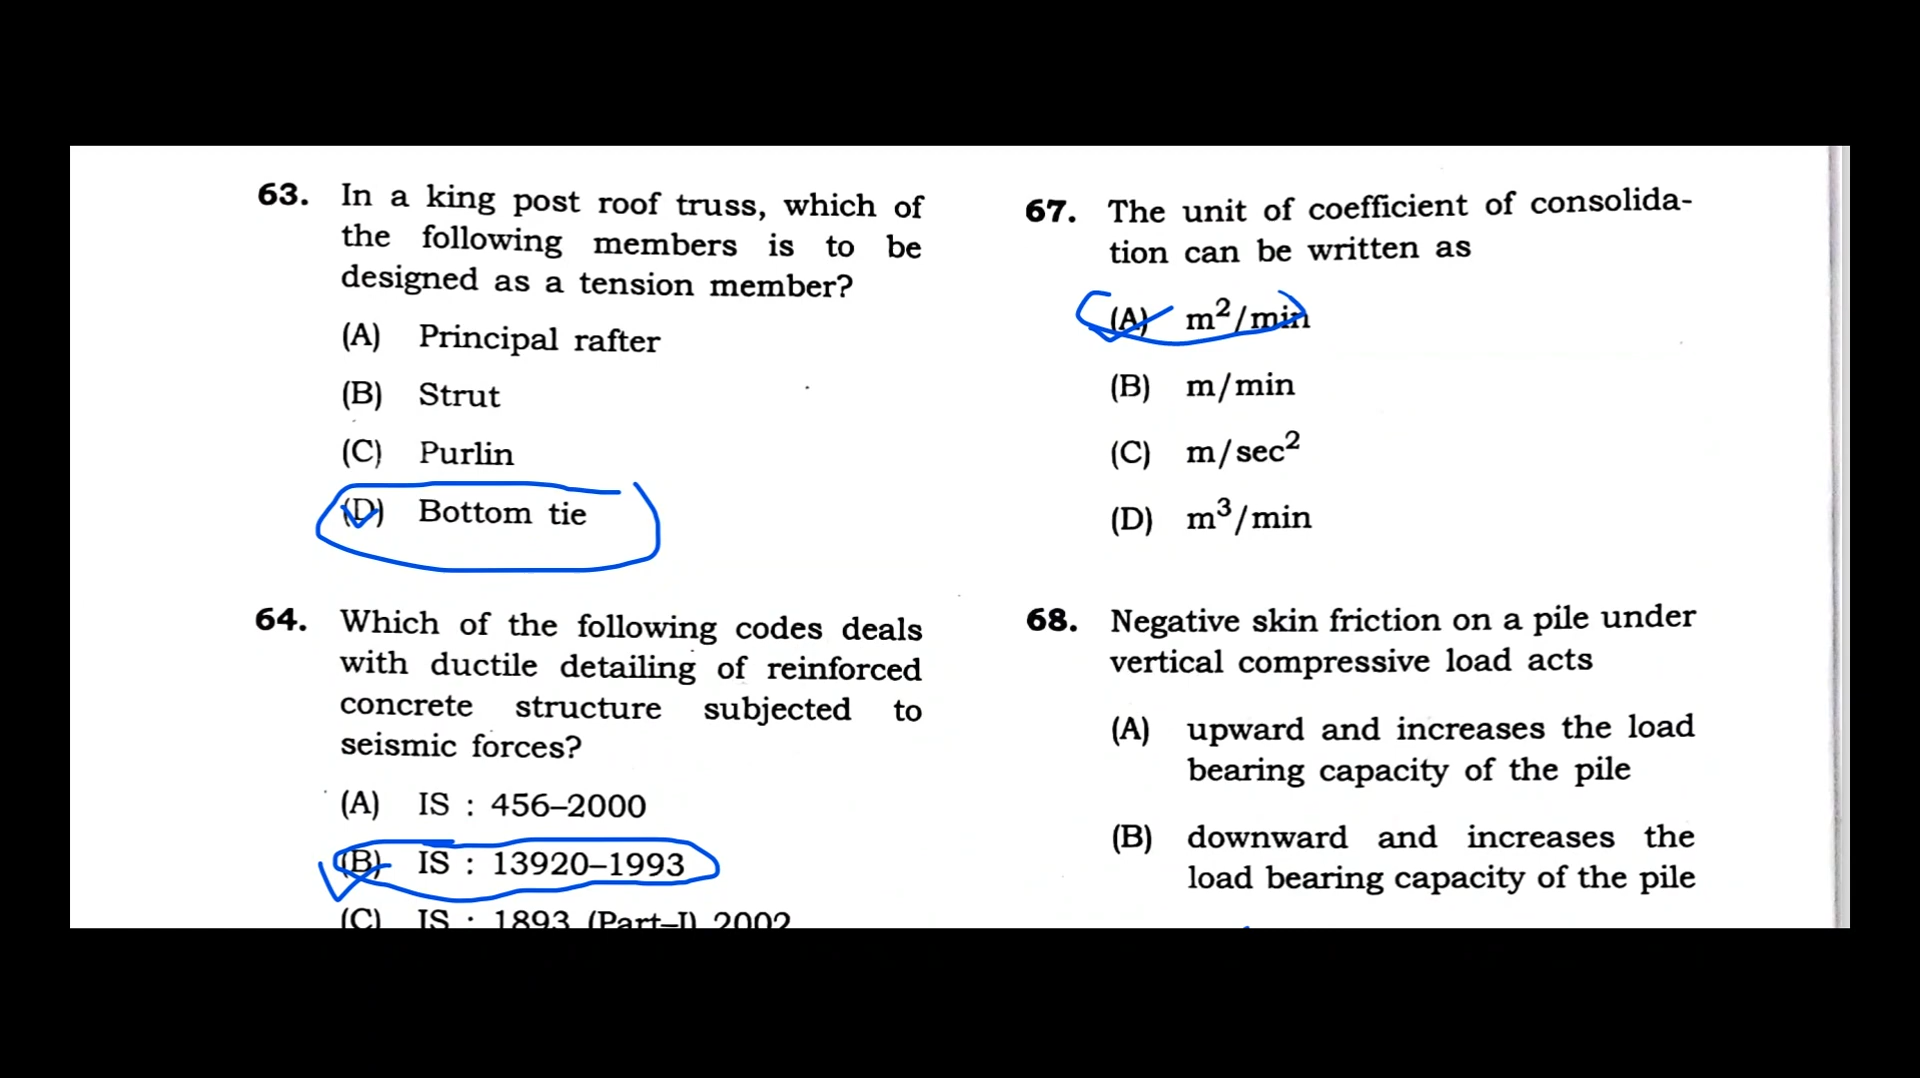 63. In a king post roof truss, which of
the following members is to be
designed as a tension member?
(A) Principal rafter
(B) Strut
(C) Purlin
(D) Bottom tie
64. Which of the following codes deals
with ductile detailing of reinforced
concrete structure subjected to
seismic forces?
(A) IS : 456–2000
(B) IS : 13920–1993
(C) IS : 1893 (Part–I) 2002
67. The unit of coefficient of consolida-
tion can be written as
(A) m²/min
(B) m/min
(C) m/sec²
(D) m³/min
68. Negative skin friction on a pile under
vertical compressive load acts
(A) upward and increases the load
bearing capacity of the pile
(B) downward and increases the
load bearing capacity of the pile